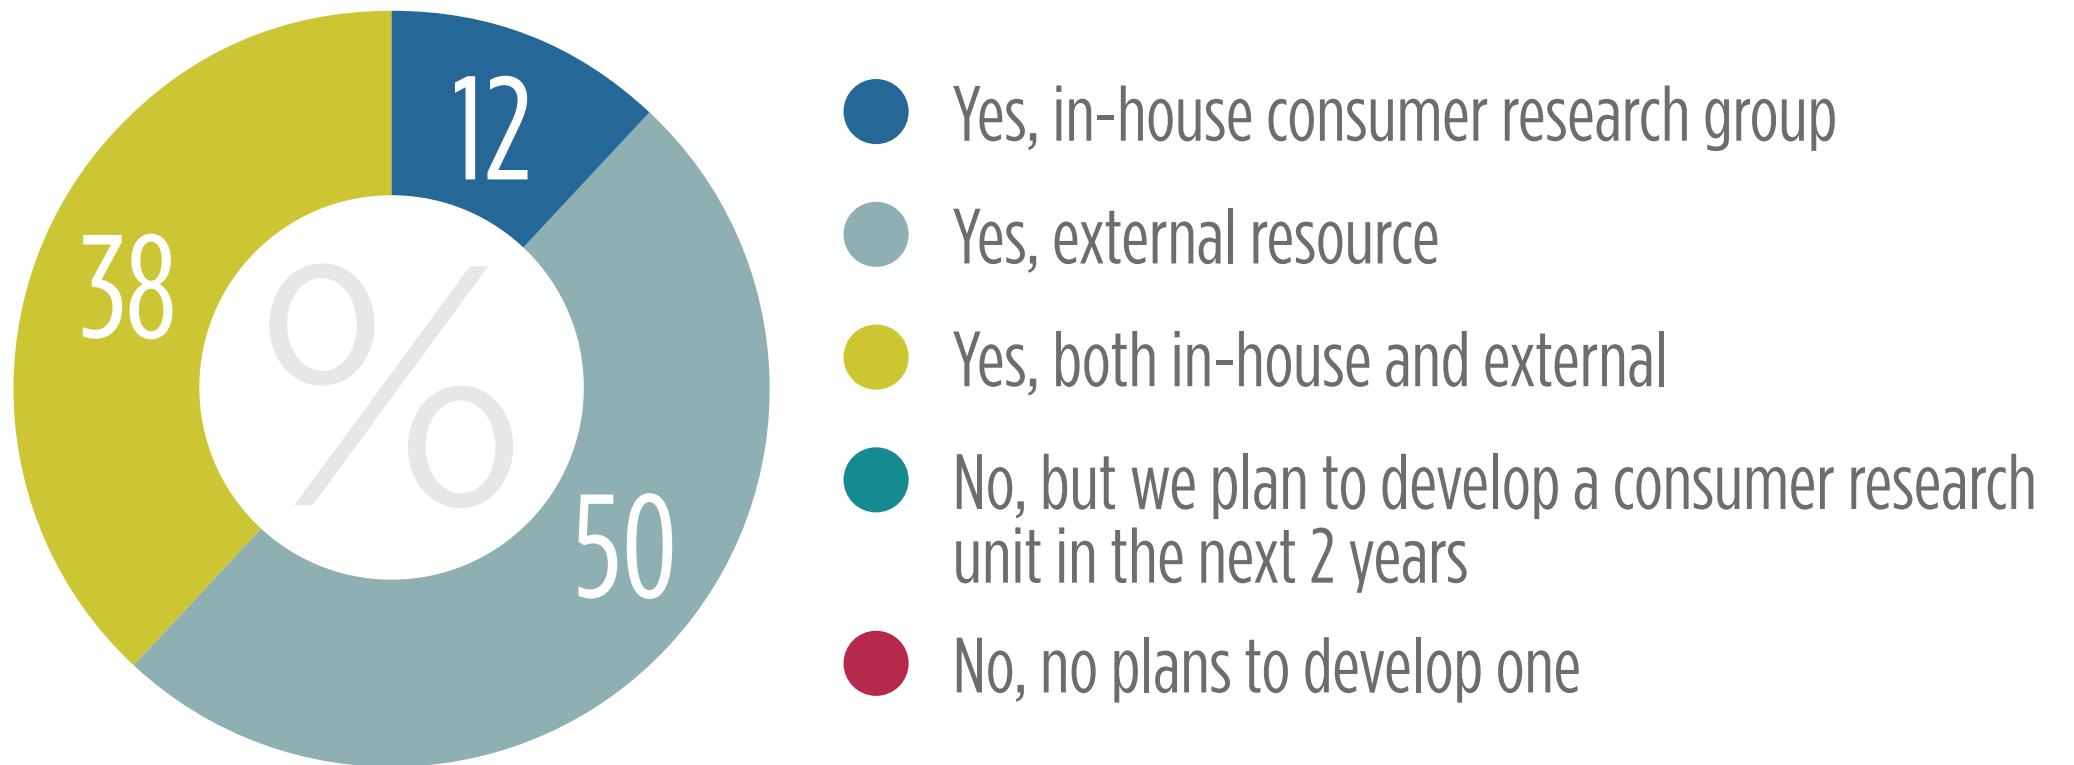 12
38
%
50
Yes, in-house consumer research group
Yes, external resource
Yes, both in-house and external
No, but we plan to develop a consumer research
unit in the next 2 years
No, no plans to develop one